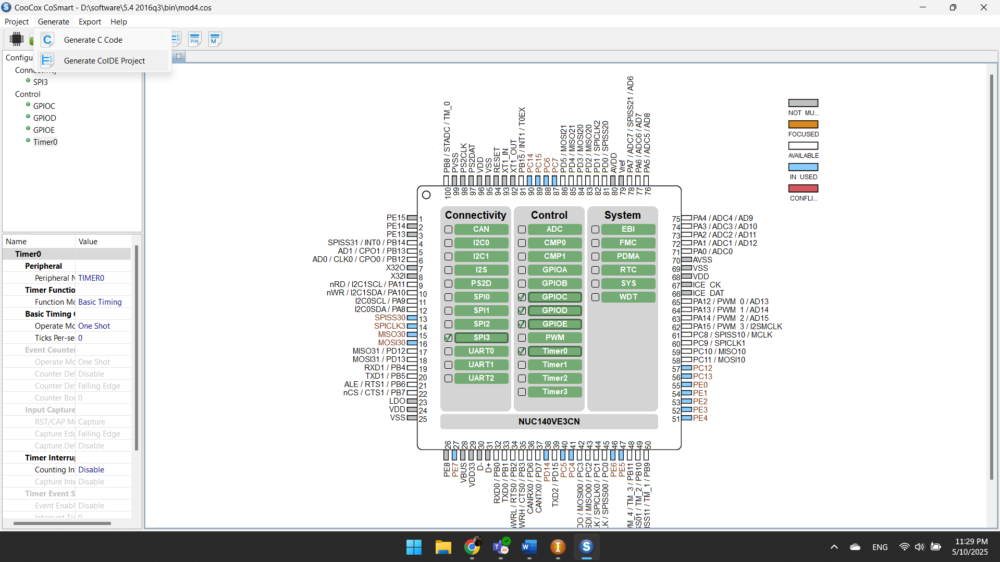 CooCox CoSmart - D:\software\5.4 2016q3\bin\mod4.cos
Project Generate Export Help
Generate C Code
Generate CoIDE Project
PIN
M
Configu
SPI3
Control
GPIOC
GPIOD
GPIOE
Timer0
Name Value
Timer0
Peripheral
Peripheral N TIMER0
Timer Functio
Function Mc Basic Timing
Basic Timing
Operate Mc One Shot
Ticks Per-se 0
Event Counter
Operate Mc One Shot
Counter De Disable
Counter De Falling Edge
Counter Bou 0
Input Capture
RST/CAP M Capture
Capture Edg Falling Edge
Capture De Disable
Timer Interru
Counting In Disable
Capture Inte Disable
Timer Event S
Event Enabl Disable
PB8 / STADC / TM_0
PVSS
PS2CLK
PS2DAT
VDD
VSS
RESET
XT1_IN
XT1_OUT
PB15 / INT1 / T0EX
PC14
PC15
PC6
PC7
PD5 / MOSI21
PD4 / MISO21
PD3 / MOSI20
PD2 / MISO20
PD1 / SPICLK2
PD0 / SPISS20
AVDD
Vref
PA7 / ADC7 / SPISS21 / AD6
PA6 / ADC6 / AD7
PA5 / ADC5 / AD8
100 99 98 97 96 95 94 93 92 91 90 89 88 87 86 85 84 83 82 81 80 79 78 77 76
PE15 1
PE14 2
PE13 3
SPISS31 / INT0 / PB14 4
AD1 / CPO1 / PB13 5
AD0 / CLK0 / CPO0 / PB12 6
X32O 7
X32I 8
nRD / I2C1SCL / PA11 9
nWR / I2C1SDA / PA10 10
I2C0SCL / PA9 11
I2C0SDA / PA8 12
SPISS30 13
SPICLK3 14
MISO30 15
MOSI30 16
MISO31 / PD12 17
MOSI31 / PD13 18
RXD1 / PB4 19
TXD1 / PB5 20
ALE / RTS1 / PB6 21
nCS / CTS1 / PB7 22
LDO 23
VDD 24
VSS 25
Connectivity
CAN
I2C0
I2C1
I2S
PS2D
SPI0
SPI1
SPI2
SPI3
UART0
UART1
UART2
Control
ADC
CMP0
CMP1
GPIOA
GPIOB
GPIOC
GPIOD
GPIOE
PWM
Timer0
Timer1
Timer2
Timer3
System
EBI
FMC
PDMA
RTC
SYS
WDT
NUC140VE3CN
75 PA4 / ADC4 / AD9
74 PA3 / ADC3 / AD10
73 PA2 / ADC2 / AD11
72 PA1 / ADC1 / AD12
71 PA0 / ADC0
70 AVSS
69 VSS
68 VDD
67 ICE_CK
66 ICE_DAT
65 PA12 / PWM_0 / AD13
64 PA13 / PWM_1 / AD14
63 PA14 / PWM_2 / AD15
62 PA15 / PWM_3 / I2SMCLK
61 PC8 / SPISS10 / MCLK
60 PC9 / SPICLK1
59 PC10 / MISO10
58 PC11 / MOSI10
57 PC12
56 PC13
55 PE0
54 PE1
53 PE2
52 PE3
51 PE4
26 27 28 29 30 31 32 33 34 35 36 37 38 39 40 41 42 43 44 45 46 47 48 49 50
PE8
PE7
VBUS
VDD33
D-
D+
RXD0 / PB0
TXD0 / PB1
WRL / RTS0 / PB2
WRH / CTS0 / PB3
CANRX0 / PD6
CANTX0 / PD7
PD14
TXD2 / PD15
PC5
PC4
DO / MOSI00 / PC3
SDI / MISO00 / PC2
LK / SPICLK0 / PC1
LK / SPISS00 / PC0
PE6
PE5
M_4 / TM_3 / PB11
SS01 / TM_2 / PB10
ISS11 / TM_1 / PB9
NOT MU...
FOCUSED
AVAILABLE
IN USED
CONFLI...
ENG
11:29 PM
5/10/2025